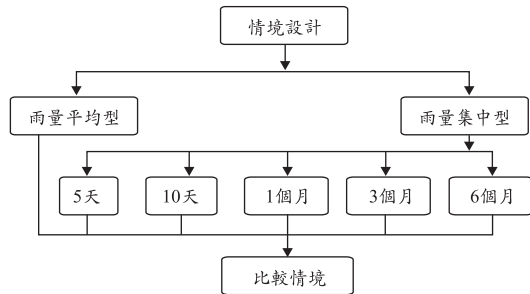 情境設計
雨量平均型
雨量集中型
5天
10天
1個月
3個月
6個月
比較情境